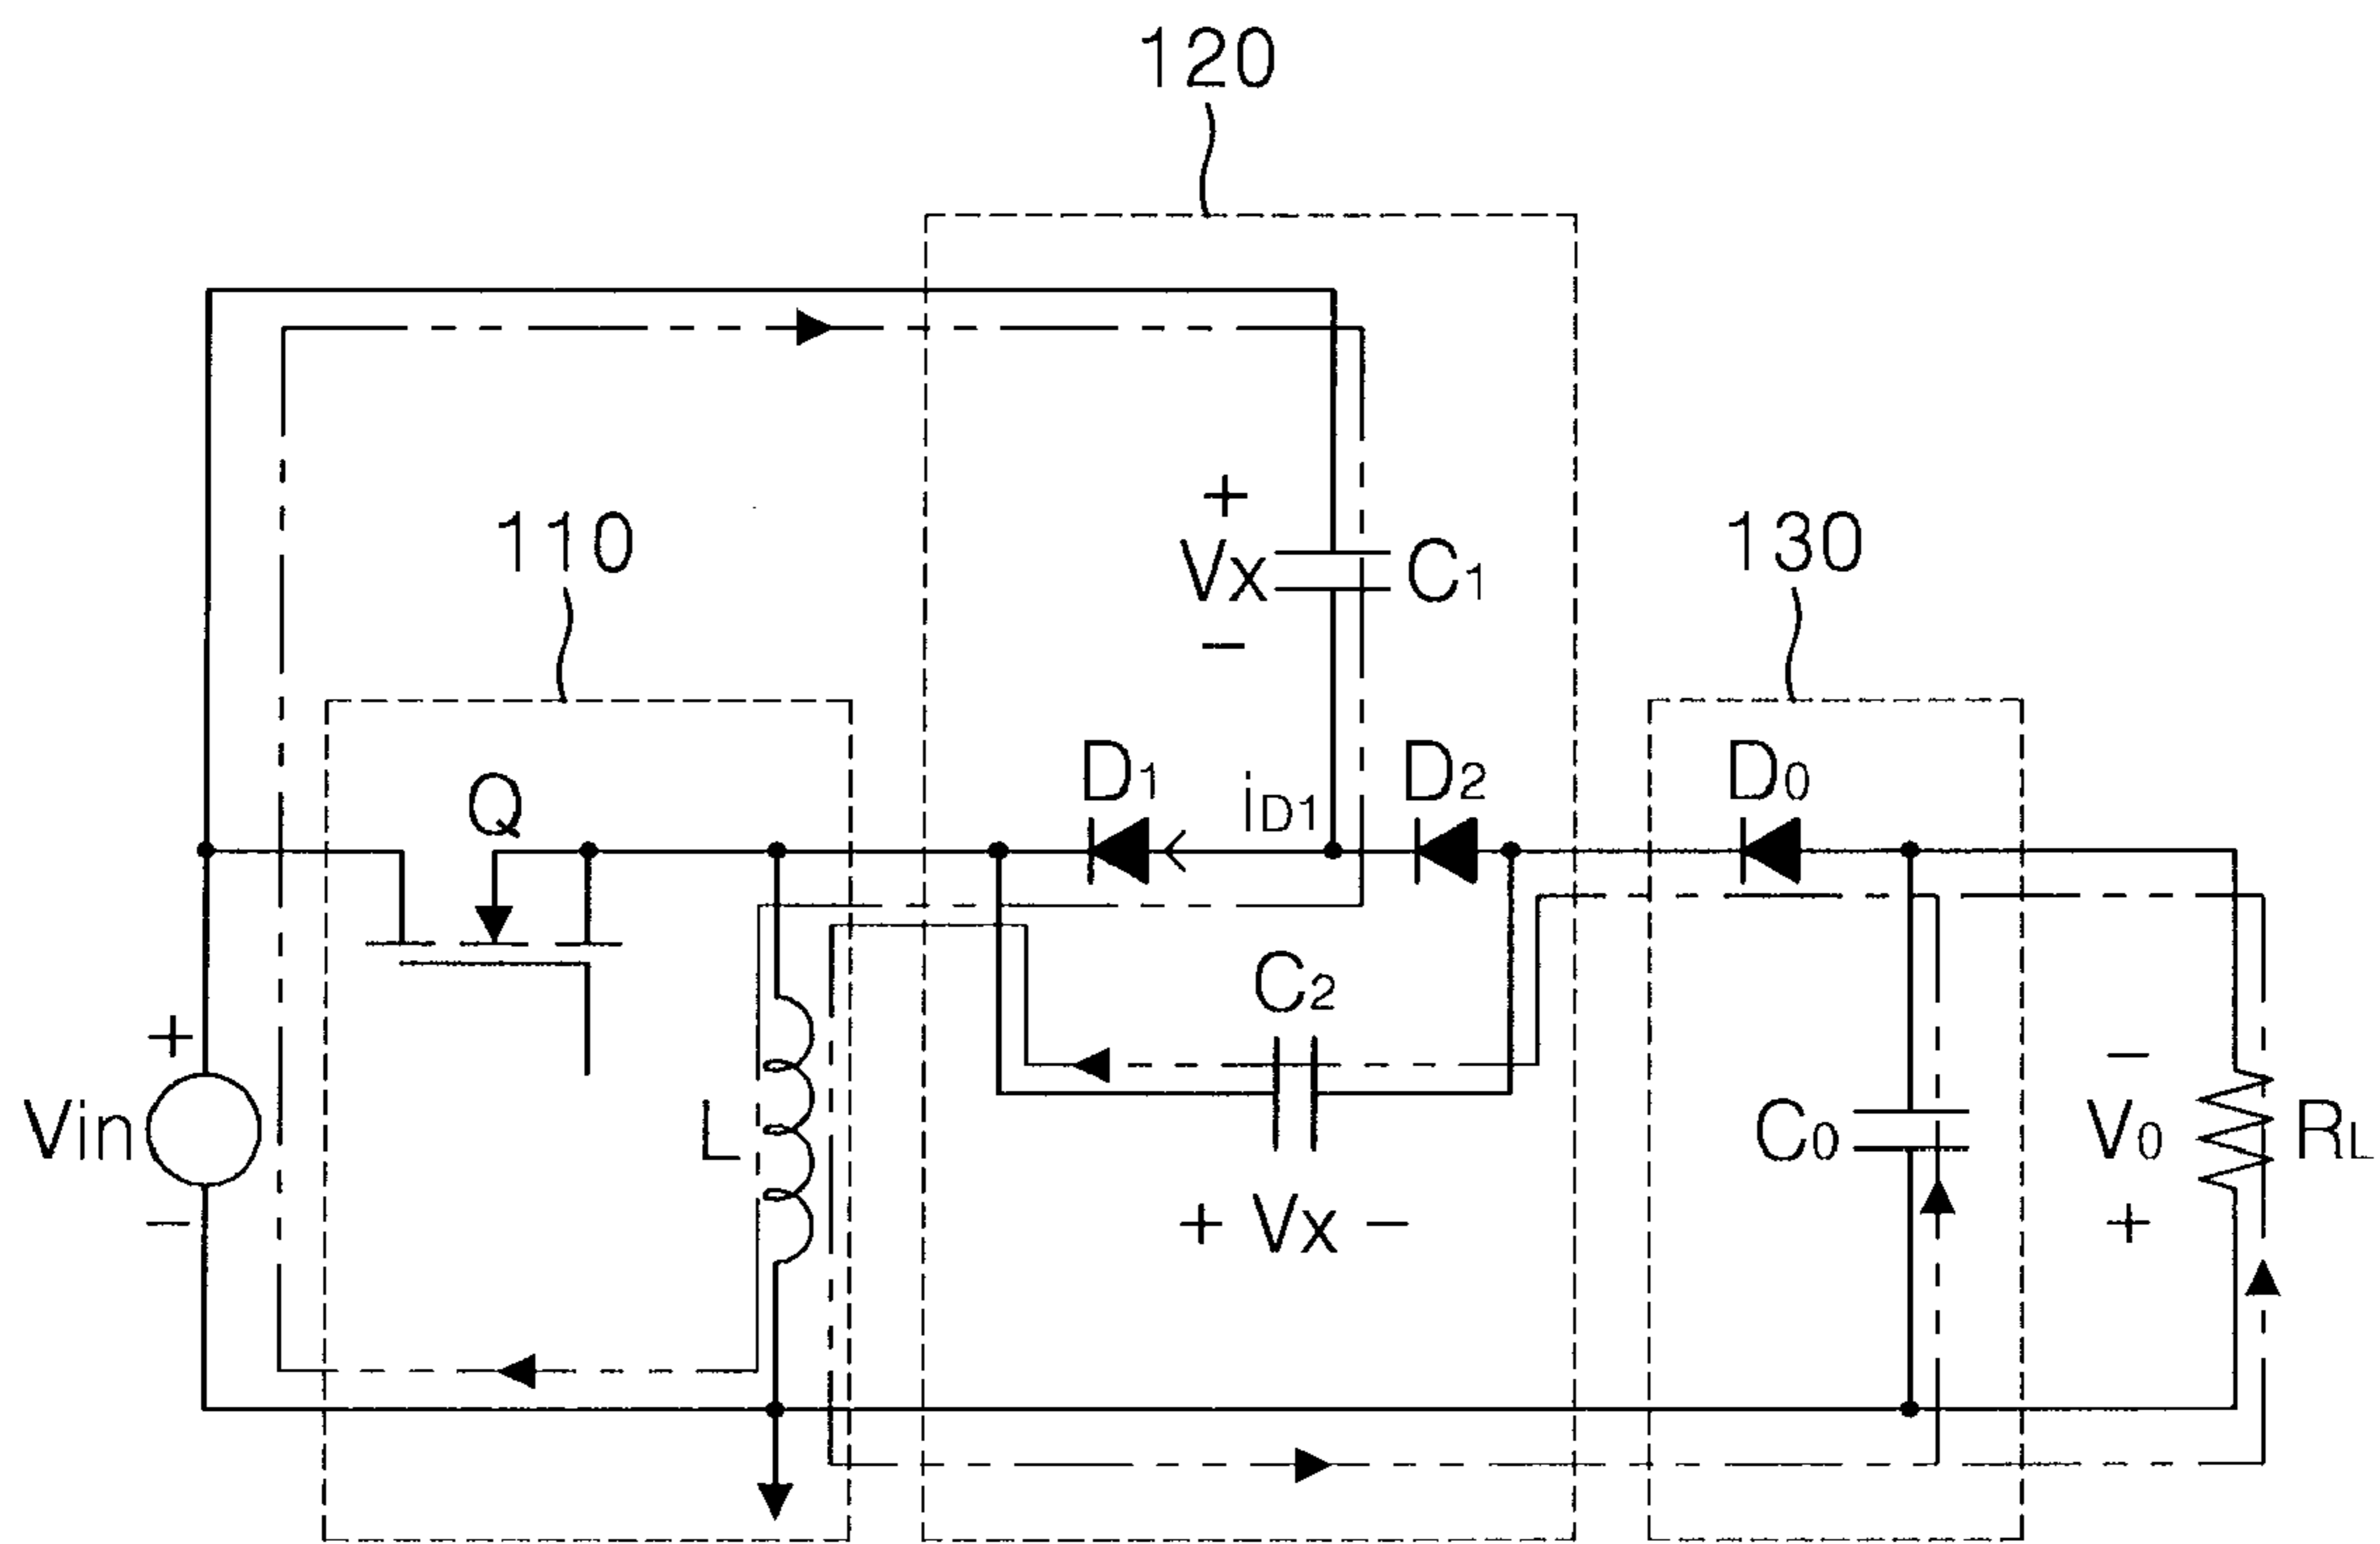 120
110
130
+
Vx
C1
−
Q
D1
iD1
D2
D0
C2
+
Vin
−
L
+ Vx −
C0
−
V0
+
RL